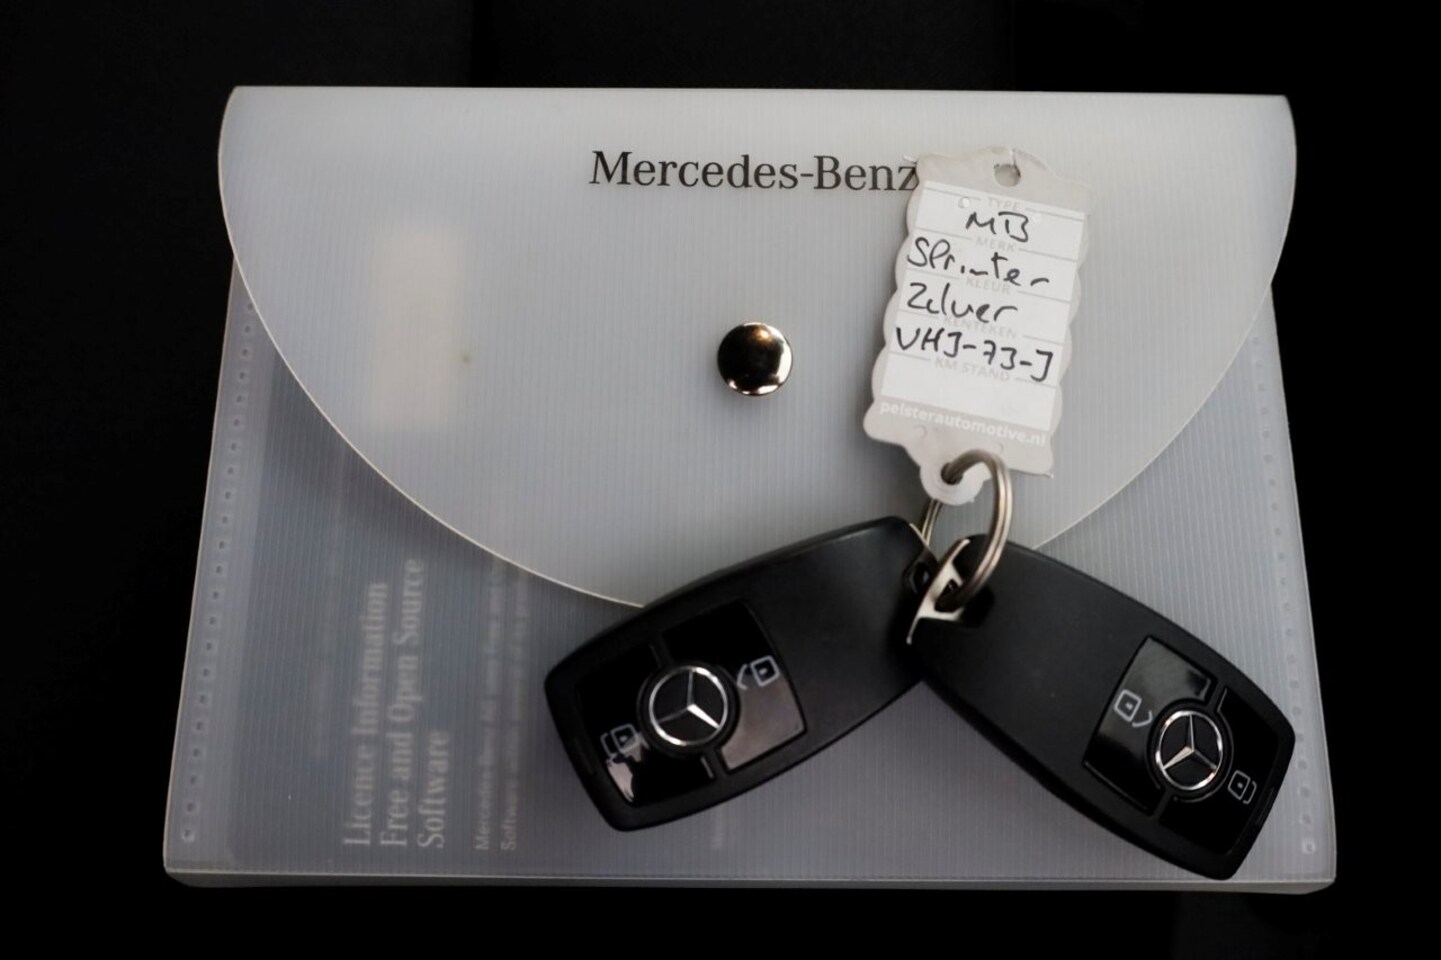 Mercedes-Benz
TYPE
MB
MERK
Sprinter
KLEUR
Zilver
KENTEKEN
VHJ-73-J
KM.STAND
pelsterautomotive.nl
Licence Information
Free and Open Source
Software